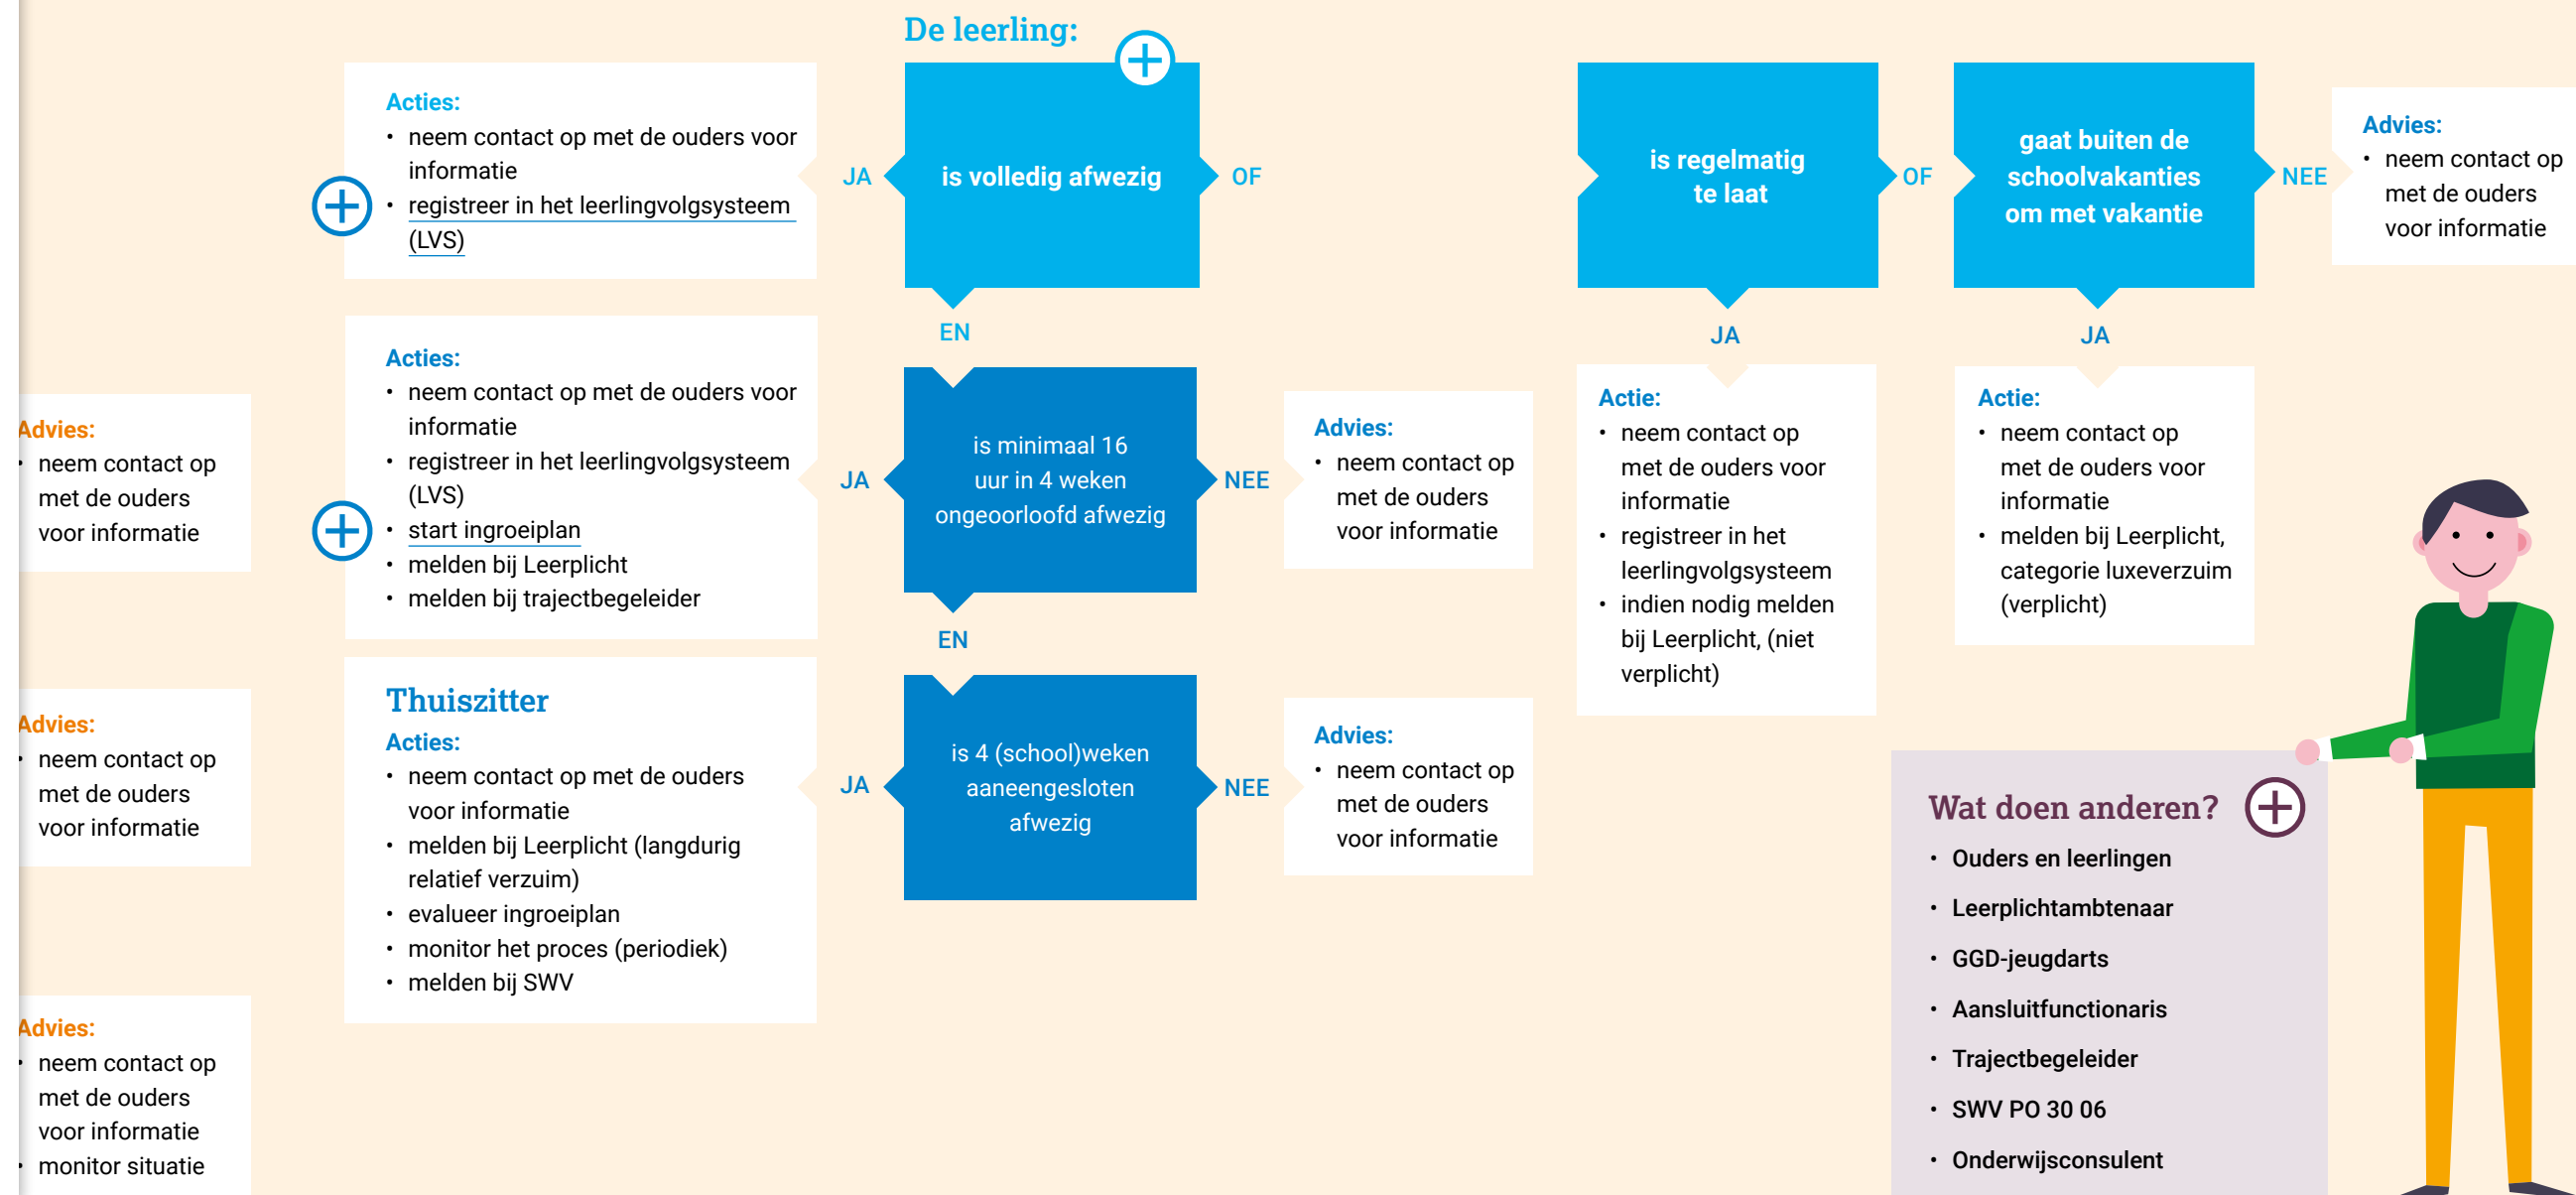 De leerling:
Acties:
• neem contact op met de ouders voor
informatie
• registreer in het leerlingvolgsysteem
(LVS)
JA
is volledig afwezig
OF
is regelmatig
te laat
OF
gaat buiten de
schoolvakanties
om met vakantie
NEE
Advies:
• neem contact op
met de ouders
voor informatie
EN
JA
JA
Advies:
• neem contact op
met de ouders
voor informatie
Acties:
• neem contact op met de ouders voor
informatie
• registreer in het leerlingvolgsysteem
(LVS)
• start ingroeiplan
• melden bij Leerplicht
• melden bij trajectbegeleider
JA
is minimaal 16
uur in 4 weken
ongeoorloofd afwezig
NEE
Advies:
• neem contact op
met de ouders
voor informatie
Actie:
• neem contact op
met de ouders voor
informatie
• registreer in het
leerlingvolgsysteem
• indien nodig melden
bij Leerplicht, (niet
verplicht)
Actie:
• neem contact op
met de ouders voor
informatie
• melden bij Leerplicht,
categorie luxeverzuim
(verplicht)
EN
Advies:
• neem contact op
met de ouders
voor informatie
Thuiszitter
Acties:
• neem contact op met de ouders
voor informatie
• melden bij Leerplicht (langdurig
relatief verzuim)
• evalueer ingroeiplan
• monitor het proces (periodiek)
• melden bij SWV
JA
is 4 (school)weken
aaneengesloten
afwezig
NEE
Advies:
• neem contact op
met de ouders
voor informatie
Wat doen anderen?
• Ouders en leerlingen
• Leerplichtambtenaar
• GGD-jeugdarts
• Aansluitfunctionaris
• Trajectbegeleider
• SWV PO 30 06
• Onderwijsconsulent
Advies:
• neem contact op
met de ouders
voor informatie
• monitor situatie